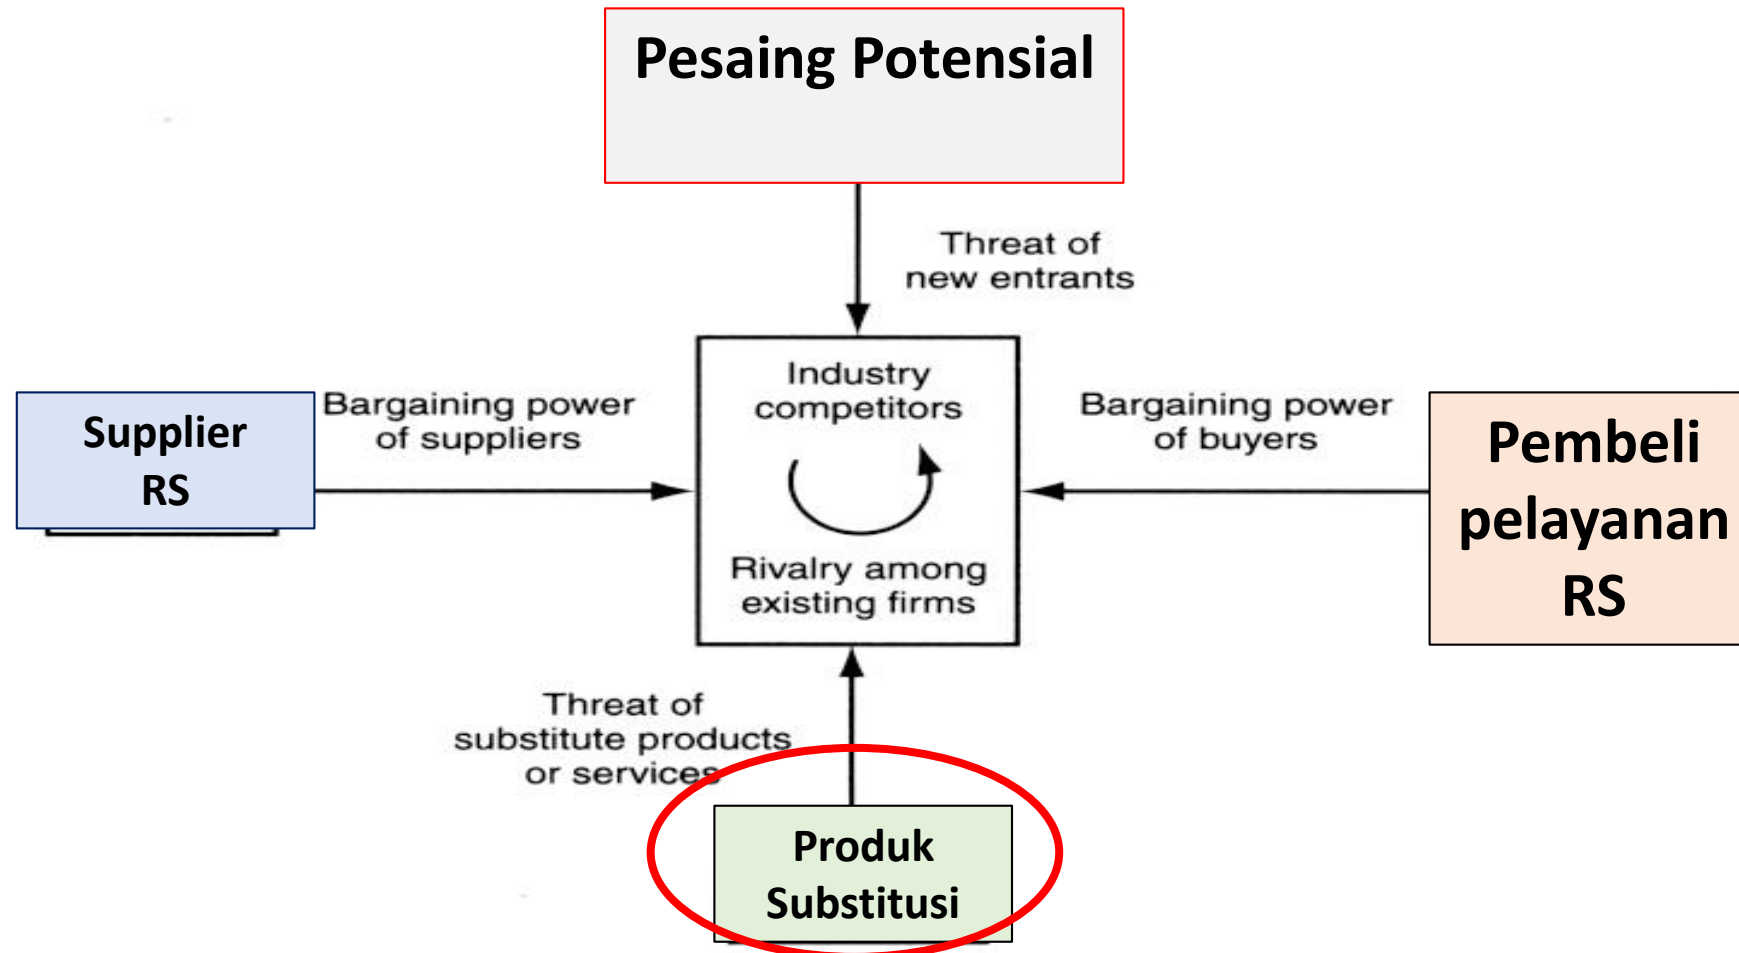 Pesaing Potensial
Threat of
new entrants
Supplier
RS
Bargaining power
of suppliers
Industry
competitors
Rivalry among
existing firms
Bargaining power
of buyers
Pembeli
pelayanan
RS
Threat of
substitute products
or services
Produk
Substitusi